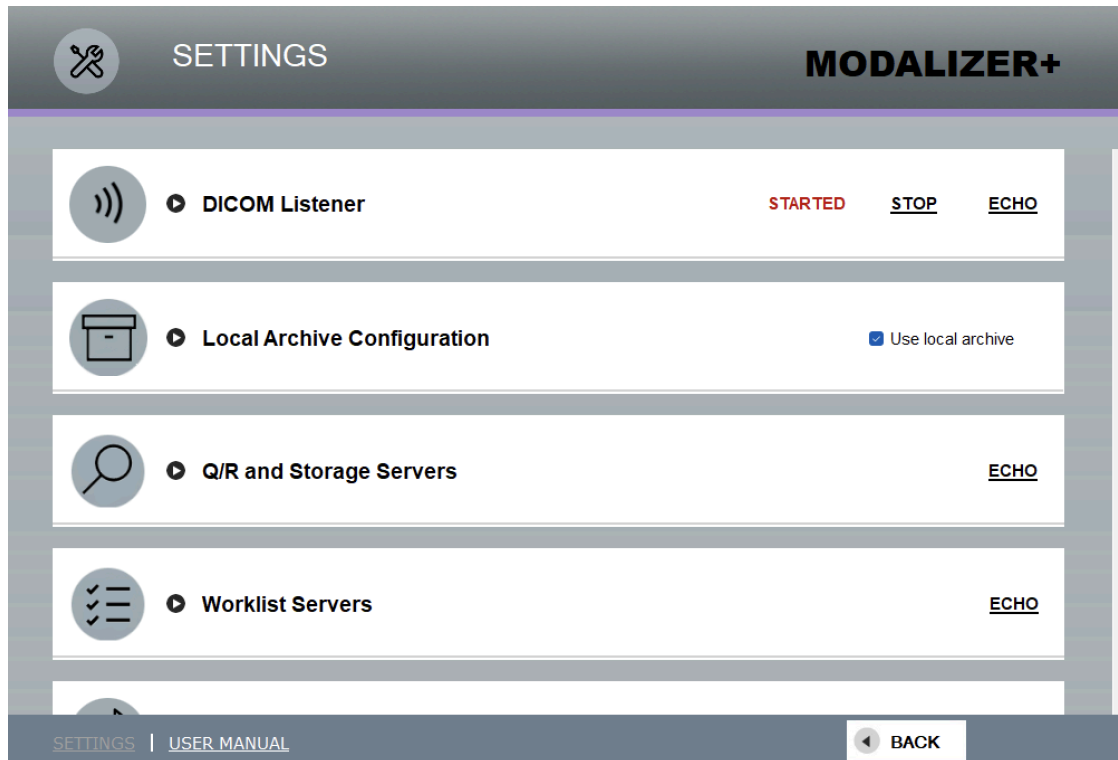 SETTINGS
MODALIZER+
DICOM Listener STARTED STOP ECHO
Local Archive Configuration Use local archive
Q/R and Storage Servers ECHO
Worklist Servers ECHO
SETTINGS | USER MANUAL BACK